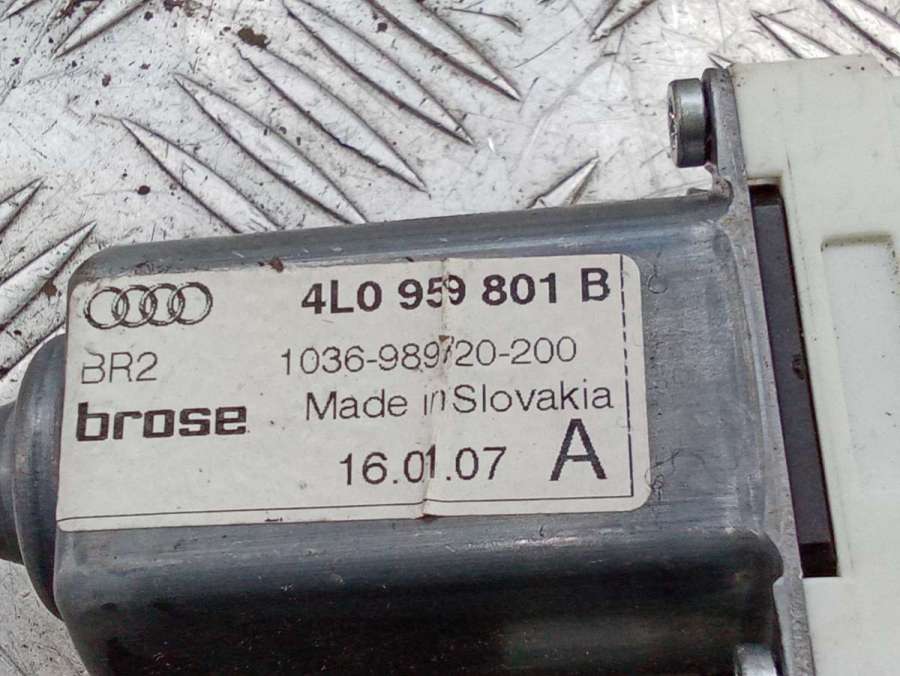 4L0 959 801 B
BR2 1036-989720-200
brose Made in Slovakia
16.01.07 A